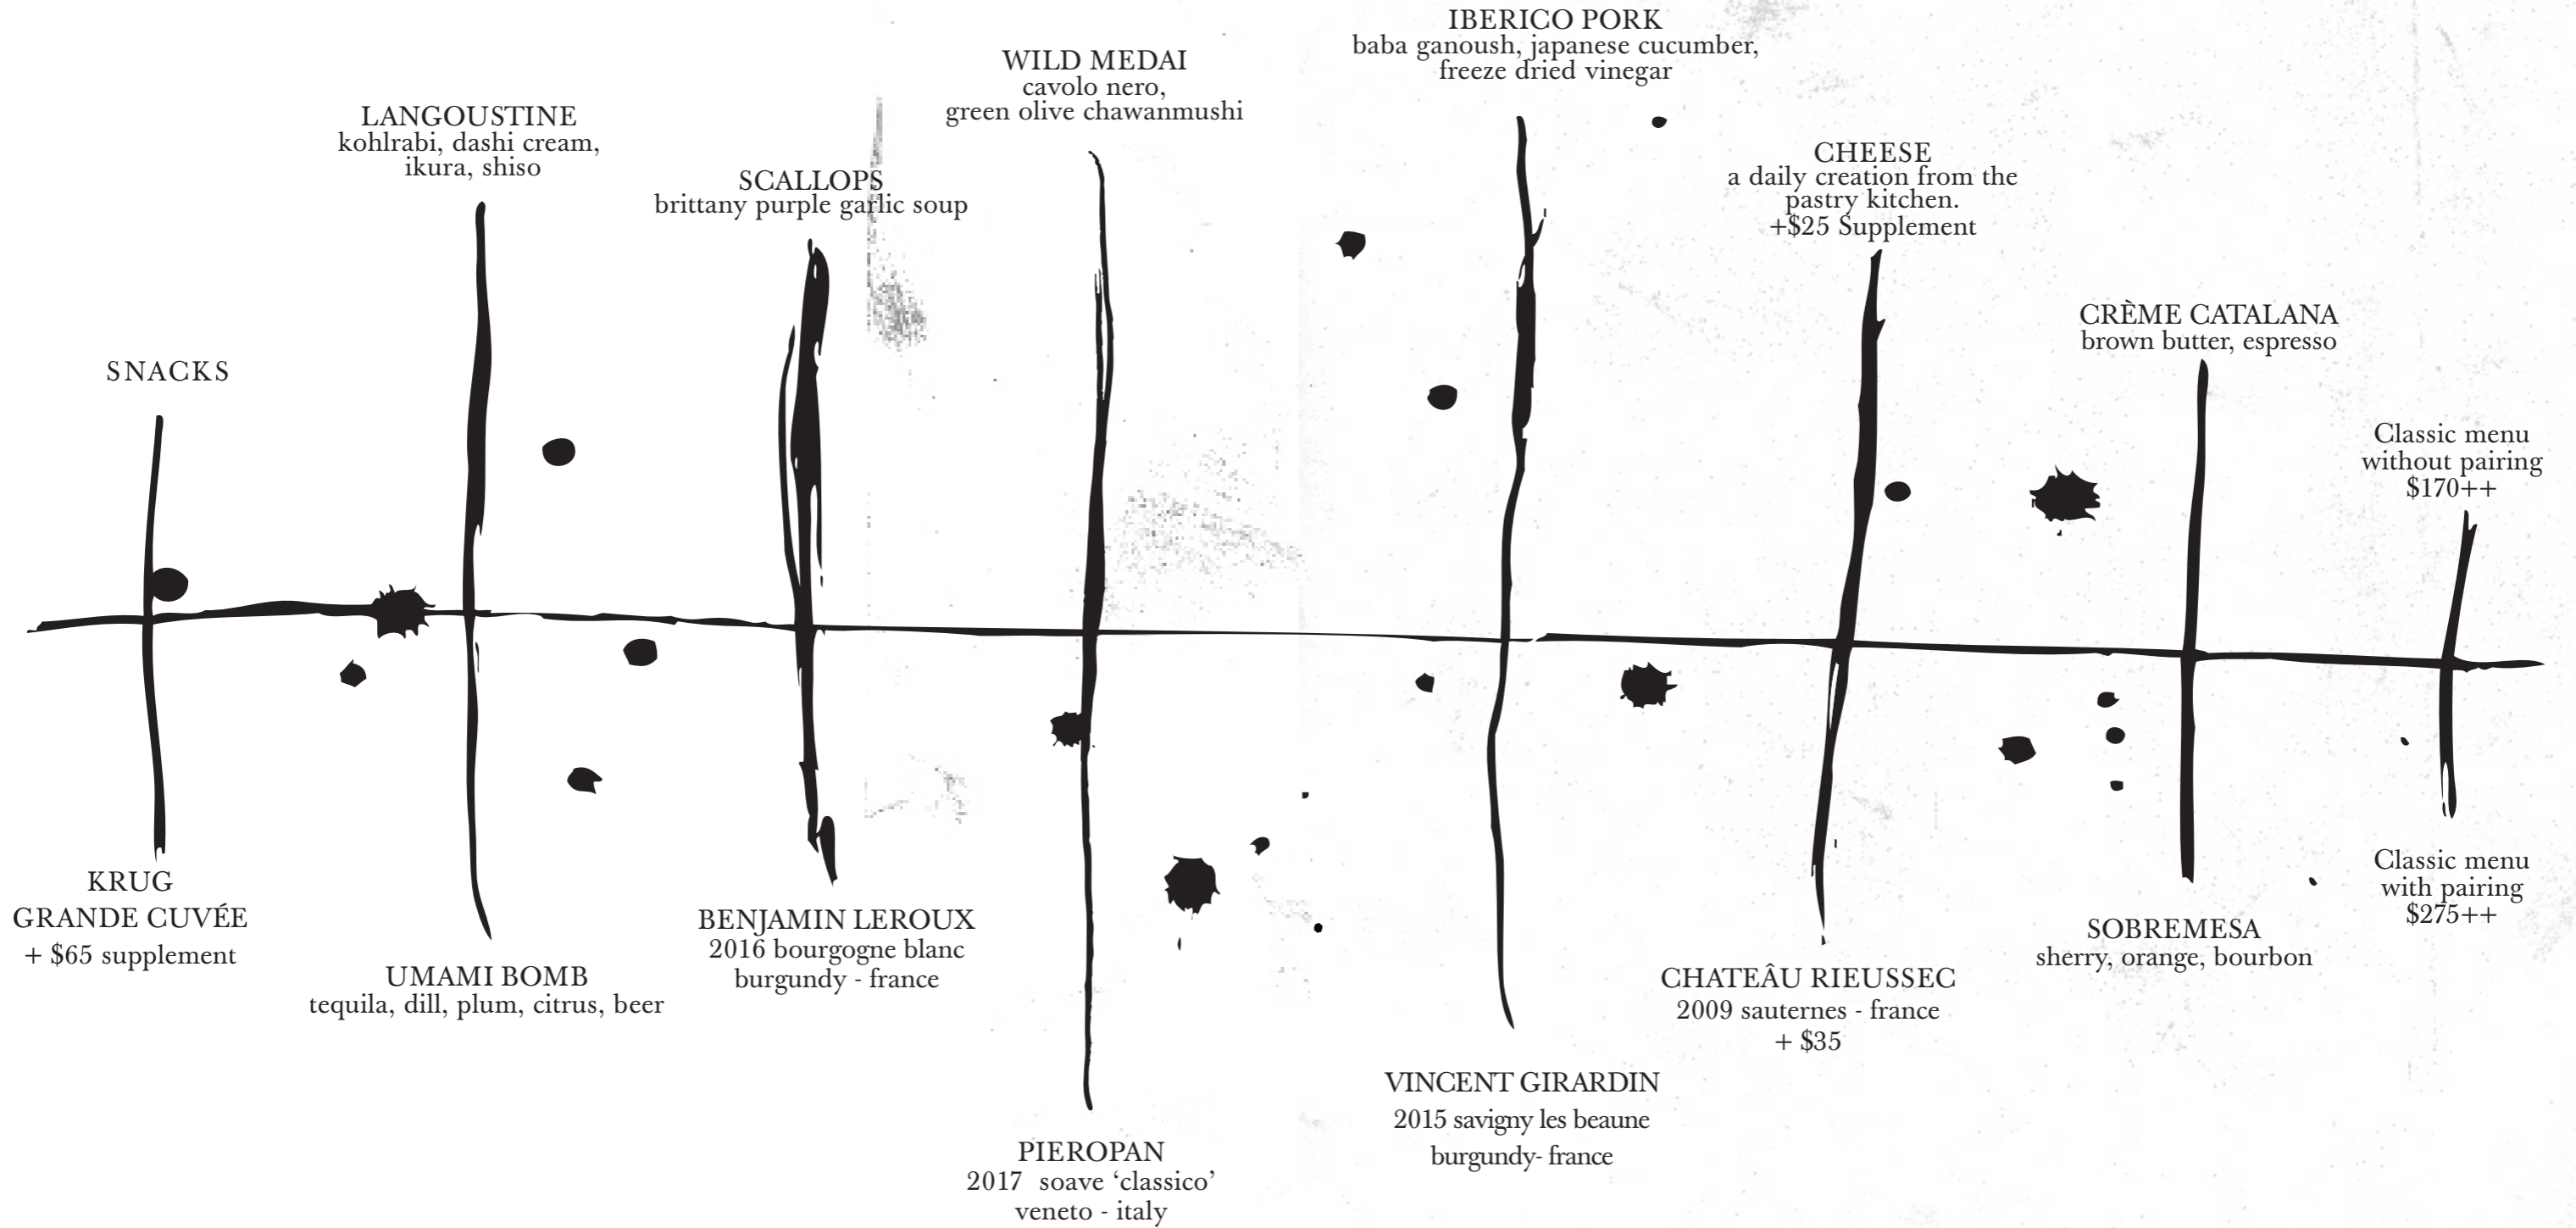 SNACKS
KRUG
GRANDE CUVÉE
+ $65 supplement
LANGOUSTINE
kohlrabi, dashi cream,
ikura, shiso
UMAMI BOMB
tequila, dill, plum, citrus, beer
SCALLOPS
brittany purple garlic soup
BENJAMIN LEROUX
2016 bourgogne blanc
burgundy - france
WILD MEDAI
cavolo nero,
green olive chawanmushi
PIEROPAN
2017 soave ‘classico’
veneto - italy
IBERICO PORK
baba ganoush, japanese cucumber,
freeze dried vinegar
VINCENT GIRARDIN
2015 savigny les beaune
burgundy- france
CHEESE
a daily creation from the
pastry kitchen.
+$25 Supplement
CHATEÂU RIEUSSEC
2009 sauternes - france
+ $35
CRÈME CATALANA
brown butter, espresso
SOBREMESA
sherry, orange, bourbon
Classic menu
without pairing
$170++
Classic menu
with pairing
$275++